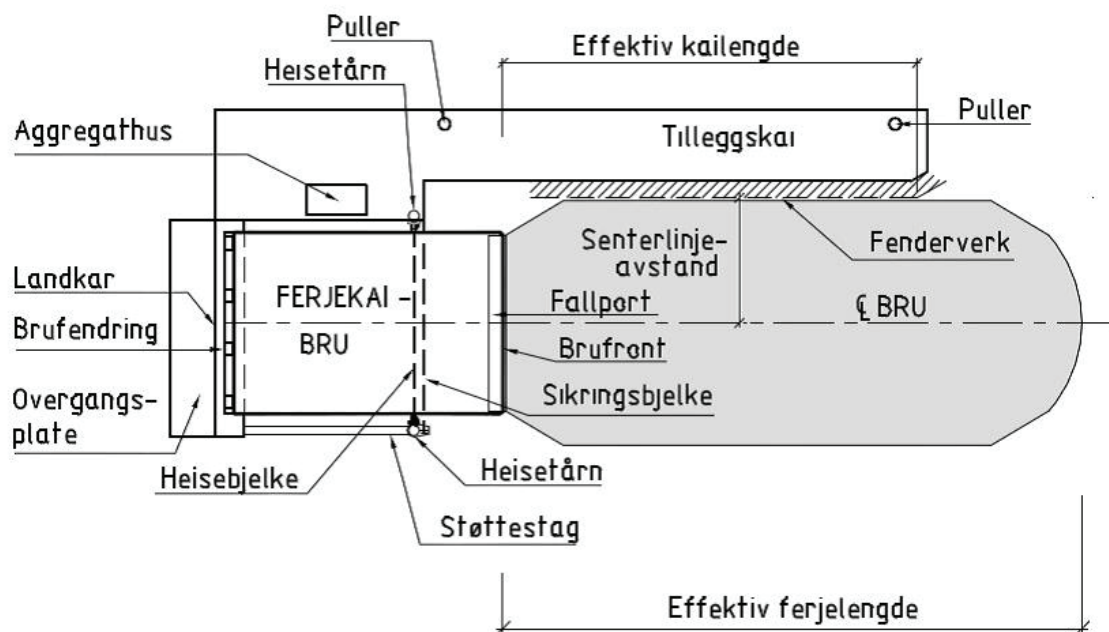 Puller
Effektiv kailengde
Heisetårn
Puller
Aggregathus
Tilleggskai
Senterlinje-
avstand
Fenderverk
Landkar
FERJEKAI -
BRU
Fallport
℄ BRU
Brufendring
Brufront
Overgangs-
plate
Sikringsbjelke
Heisebjelke
Heisetårn
Støttestag
Effektiv ferjelengde